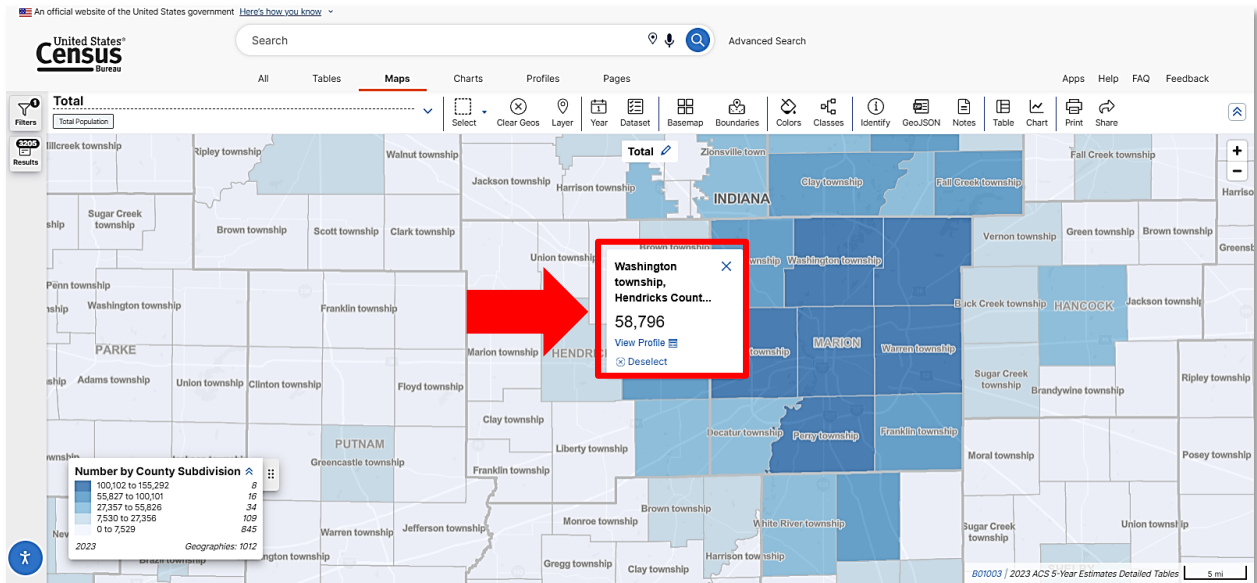 An official website of the United States government Here's how you know
United States®
Census
Bureau
Search
Advanced Search
All Tables Maps Charts Profiles Pages
Apps Help FAQ Feedback
1
Filters
3205
Results
Total
Total Population
Select Clear Geos Layer Year Dataset Basemap Boundaries Colors Classes Identify GeoJSON Notes Table Chart Print Share
Total
+
−
Ripley township
Walnut township
Zionsville town
Fall Creek township
Jackson township
Harrison township
INDIANA
Clay township
Fall Creek township
Sugar Creek
township
Brown township
Scott township
Clark township
Brown township
Vernon township
Green township
Brown township
Union township
Washington township
Washington
township,
Hendricks Count...
58,796
View Profile
Deselect
Washington township
Franklin township
Buck Creek township
HANCOCK
Jackson township
PARKE
Marion township
MARION
Warren township
Adams township
Union township
Clinton township
Floyd township
Sugar Creek
township
Brandywine township
Ripley township
Clay township
Decatur township
Perry township
Franklin township
PUTNAM
Greencastle township
Liberty township
Moral township
Posey township
Franklin township
Number by County Subdivision
100,102 to 155,292 8
55,827 to 100,101 16
27,357 to 55,826 34
7,530 to 27,356 109
0 to 7,529 845
2023 Geographies: 1012
Warren township
Jefferson township
Monroe township
Brown township
White River township
Sugar Creek
township
Union township
Gregg township
Clay township
Harrison township
B01003 | 2023 ACS 5-Year Estimates Detailed Tables
5 mi